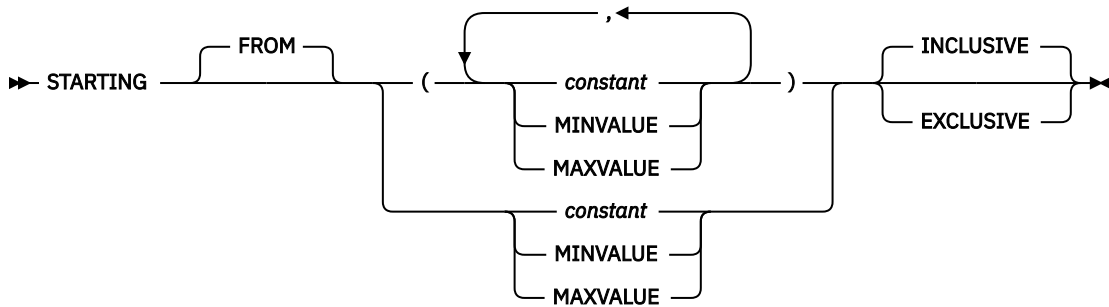 ,
FROM INCLUSIVE
STARTING ( constant )
MINVALUE EXCLUSIVE
MAXVALUE
constant
MINVALUE
MAXVALUE